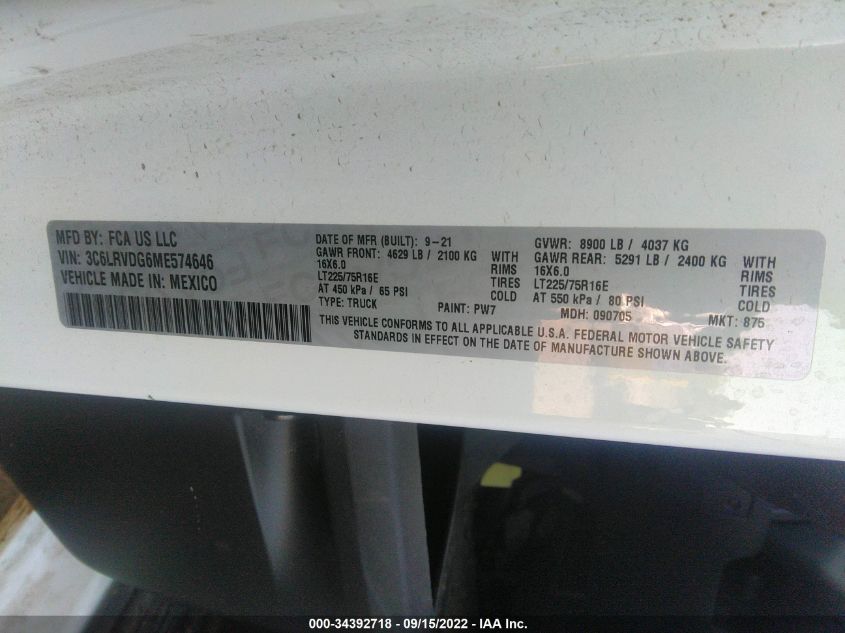 MFD BY: FCA US LLC
VIN: 3C6LRVDG6ME574646
VEHICLE MADE IN: MEXICO
DATE OF MFR (BUILT): 9-21
GAWR FRONT: 4629 LB / 2100 KG WITH
16X6.0 RIMS
LT225/75R16E TIRES
AT 450 kPa / 65 PSI COLD
TYPE: TRUCK PAINT: PW7
GVWR: 8900 LB / 4037 KG
GAWR REAR: 5291 LB / 2400 KG WITH
16X6.0 RIMS
LT225/75R16E TIRES
AT 550 kPa / 80 PSI COLD
MDH: 090705 MKT: 875
THIS VEHICLE CONFORMS TO ALL APPLICABLE U.S.A. FEDERAL MOTOR VEHICLE SAFETY
STANDARDS IN EFFECT ON THE DATE OF MANUFACTURE SHOWN ABOVE.
000-34392718 - 09/15/2022 - IAA Inc.